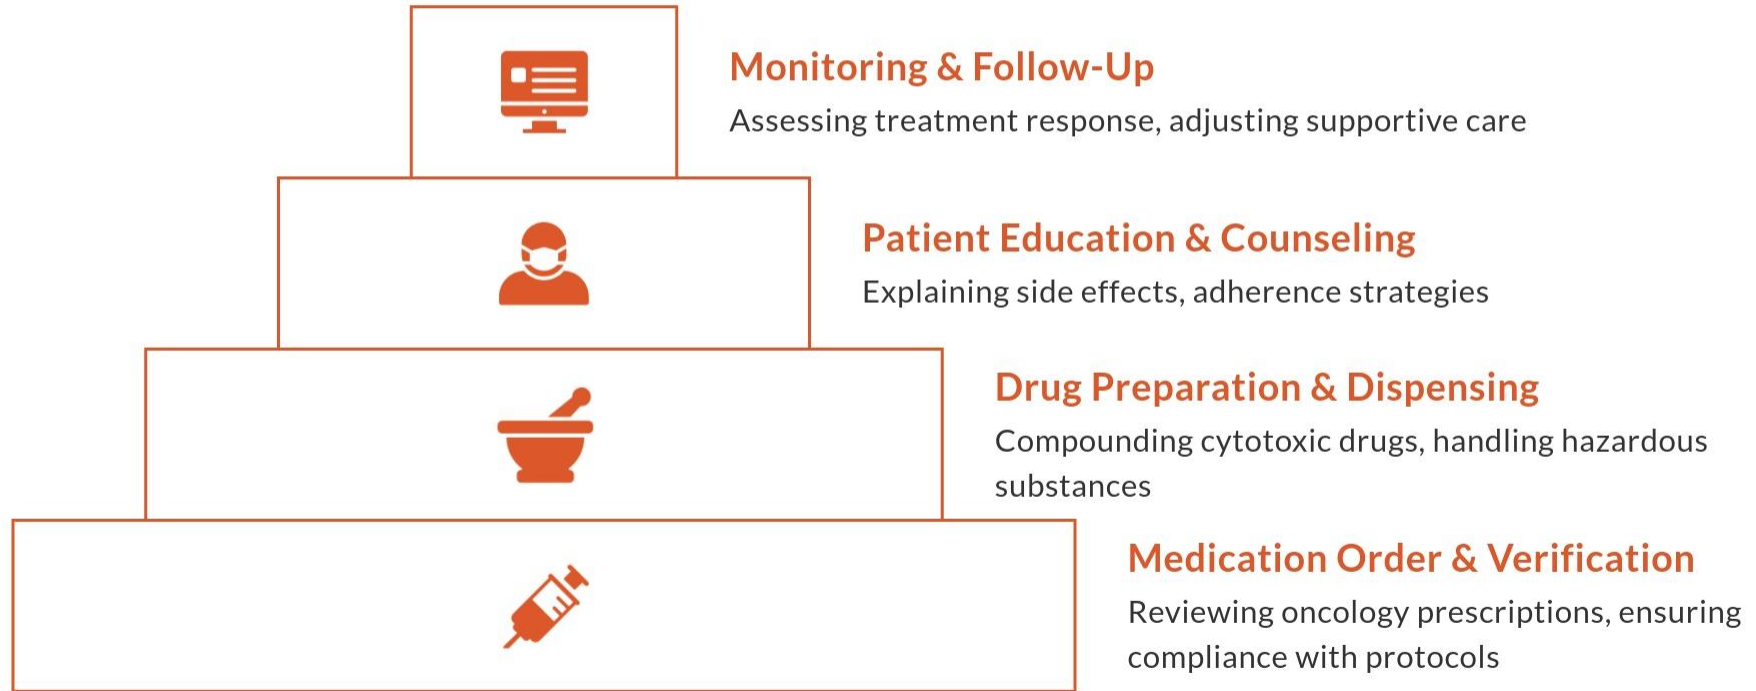 Monitoring & Follow-Up
Assessing treatment response, adjusting supportive care
Patient Education & Counseling
Explaining side effects, adherence strategies
Drug Preparation & Dispensing
Compounding cytotoxic drugs, handling hazardous
substances
Medication Order & Verification
Reviewing oncology prescriptions, ensuring
compliance with protocols